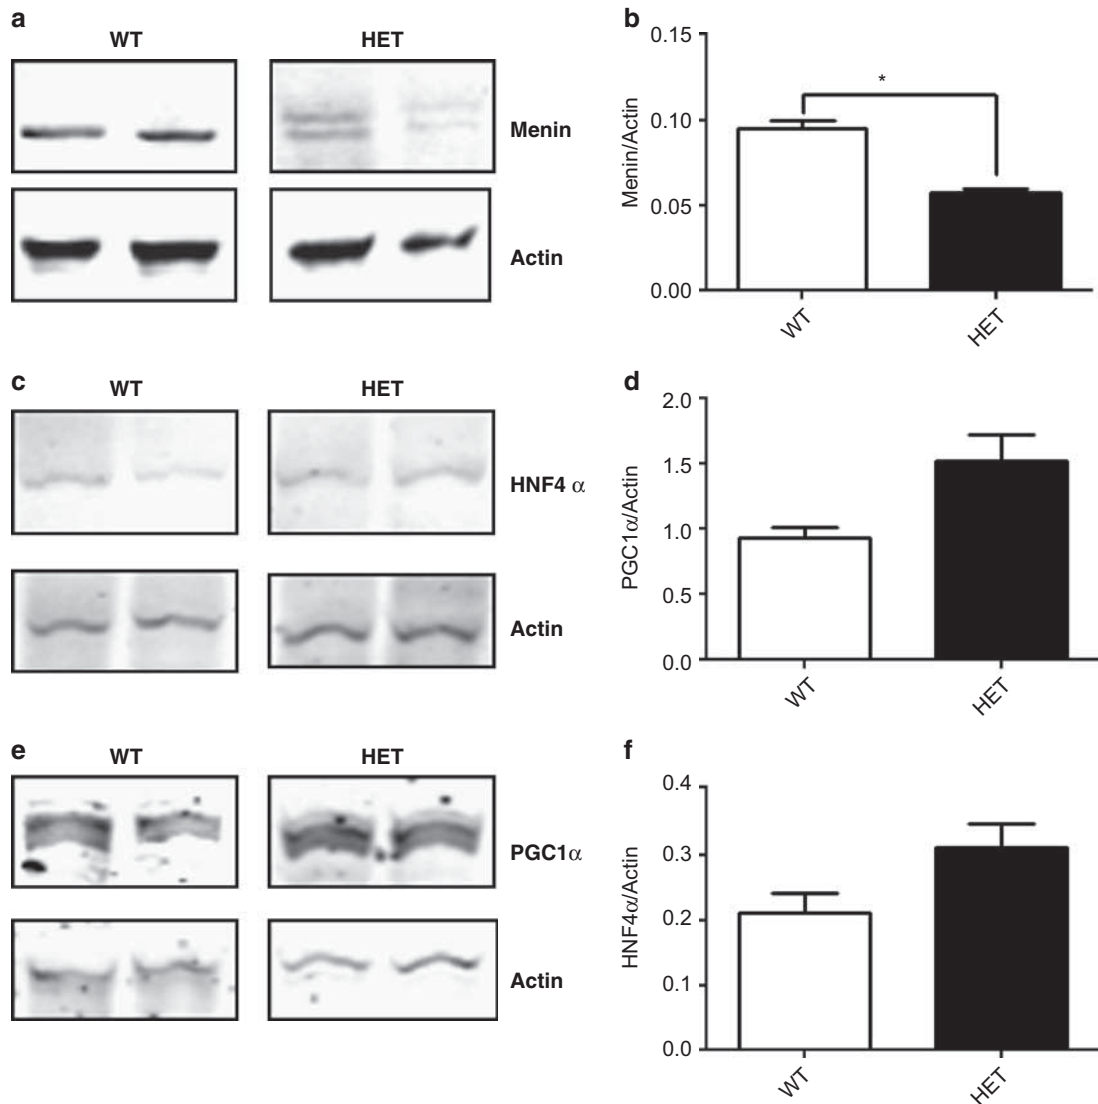 a
WT HET
Menin
Actin
b
0.15
0.10
0.05
0.00
Menin/Actin
*
WT HET
c
WT HET
HNF4 α
Actin
d
2.0
1.5
1.0
0.5
0.0
PGC1α/Actin
WT HET
e
WT HET
PGC1α
Actin
f
0.4
0.3
0.2
0.1
0.0
HNF4α/Actin
WT HET